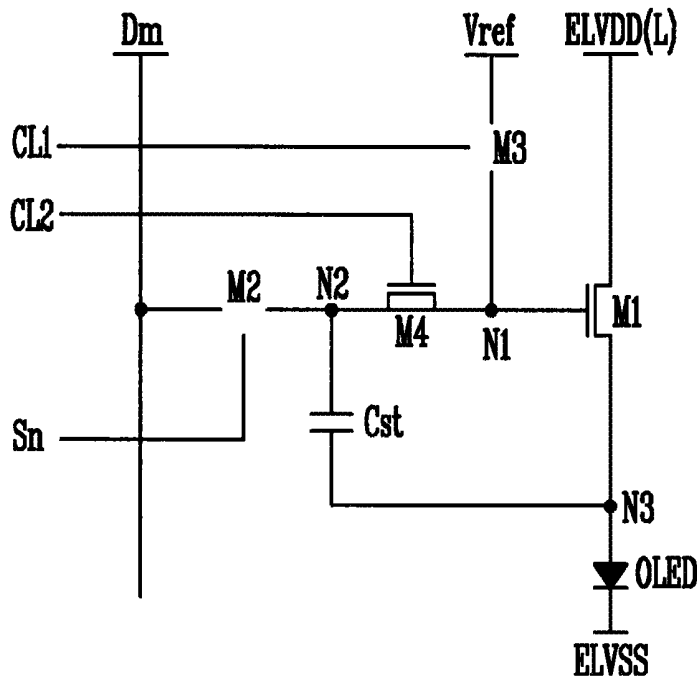 Dm
Vref
ELVDD(L)
CL1
M3
CL2
M2
N2
M4
N1
M1
Sn
Cst
N3
OLED
ELVSS